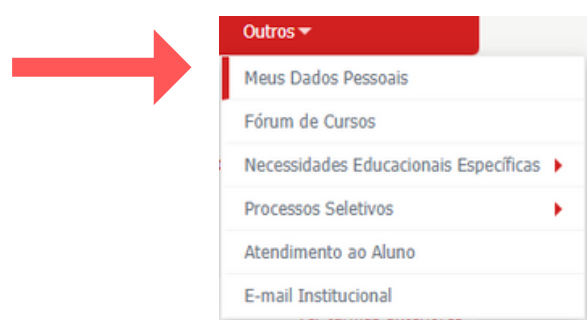 Outros
Meus Dados Pessoais
Fórum de Cursos
Necessidades Educacionais Específicas
Processos Seletivos
Atendimento ao Aluno
E-mail Institucional